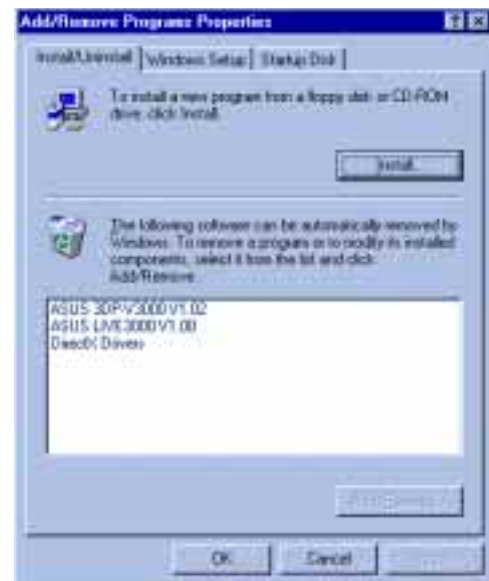 Add/Remove Programs Properties
Install/Uninstall
Windows Setup
Startup Disk
To install a new program from a floppy disk or CD-ROM
drive, click Install.
Install...
The following software can be automatically removed by
Windows. To remove a program or to modify its installed
components, select it from the list and click
Add/Remove.
ASUS 3DP-V3000 V1.02
ASUS LIVE3000 V1.00
DirectX Drivers
Add/Remove...
OK
Cancel